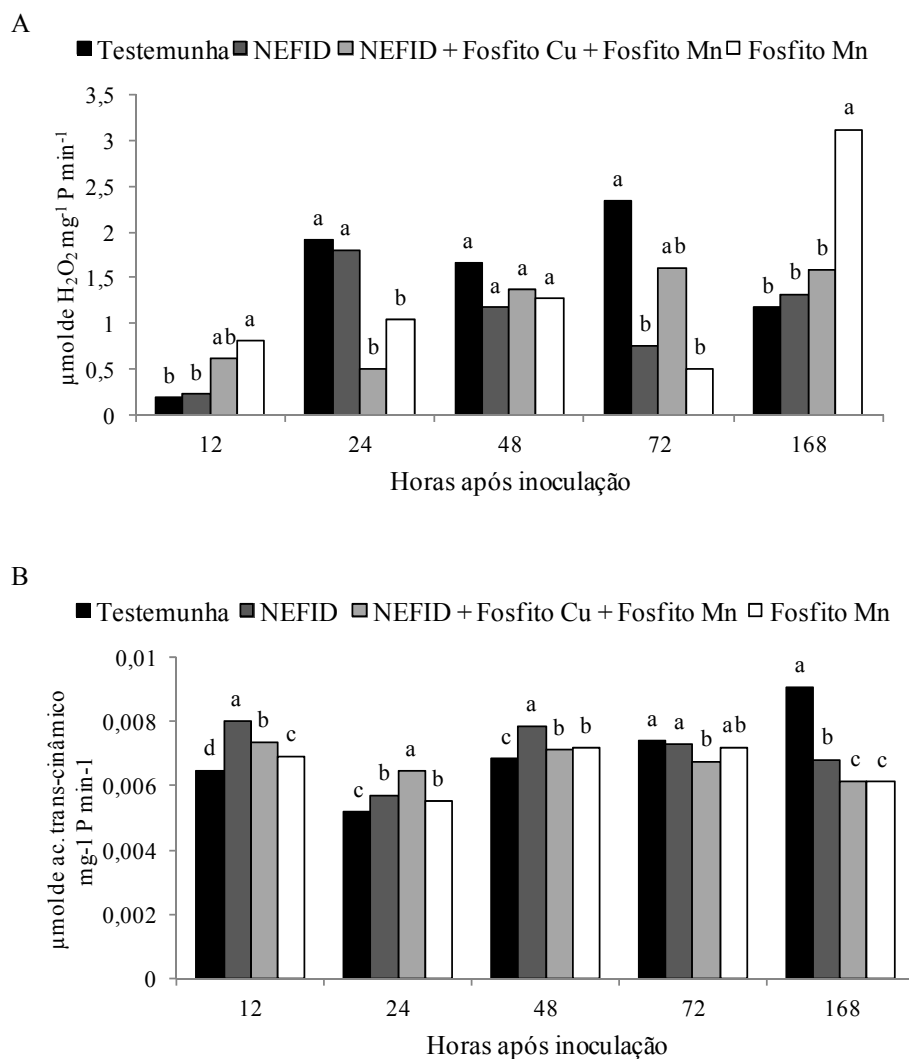 A
Testemunha NEFID NEFID + Fosfito Cu + Fosfito Mn Fosfito Mn
µmol de H₂O₂ mg⁻¹ P min⁻¹
3,5
3
2,5
2
1,5
1
0,5
0
b b ab a
a a b b
a a a a
a b ab b
b b b a
12 24 48 72 168
Horas após inoculação
B
Testemunha NEFID NEFID + Fosfito Cu + Fosfito Mn Fosfito Mn
µmol de ac. trans-cinâmico
mg-1 P min-1
0,01
0,008
0,006
0,004
0,002
0
d a b c
c b a b
c a b b
a a b ab
a b c c
12 24 48 72 168
Horas após inoculação